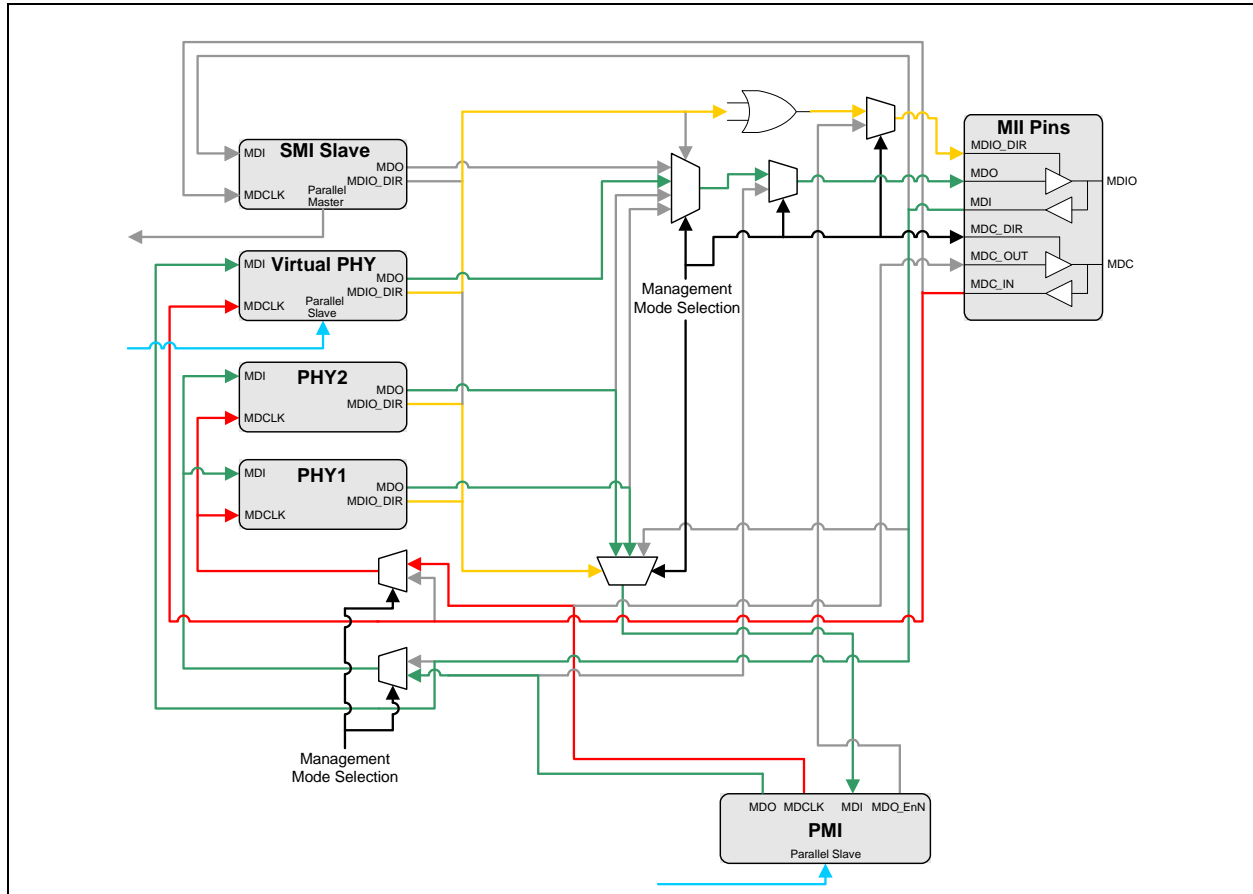 SMI Slave
MDI
MDCLK
MDO
MDIO_DIR
Parallel
Master
Virtual PHY
MDI
MDCLK
MDO
MDIO_DIR
Parallel
Slave
PHY2
MDI
MDCLK
MDO
MDIO_DIR
PHY1
MDI
MDCLK
MDO
MDIO_DIR
Management
Mode Selection
MII Pins
MDIO_DIR
MDO
MDI
MDC_DIR
MDC_OUT
MDC_IN
MDIO
MDC
Management
Mode Selection
MDO MDCLK MDI MDO_EnN
PMI
Parallel Slave